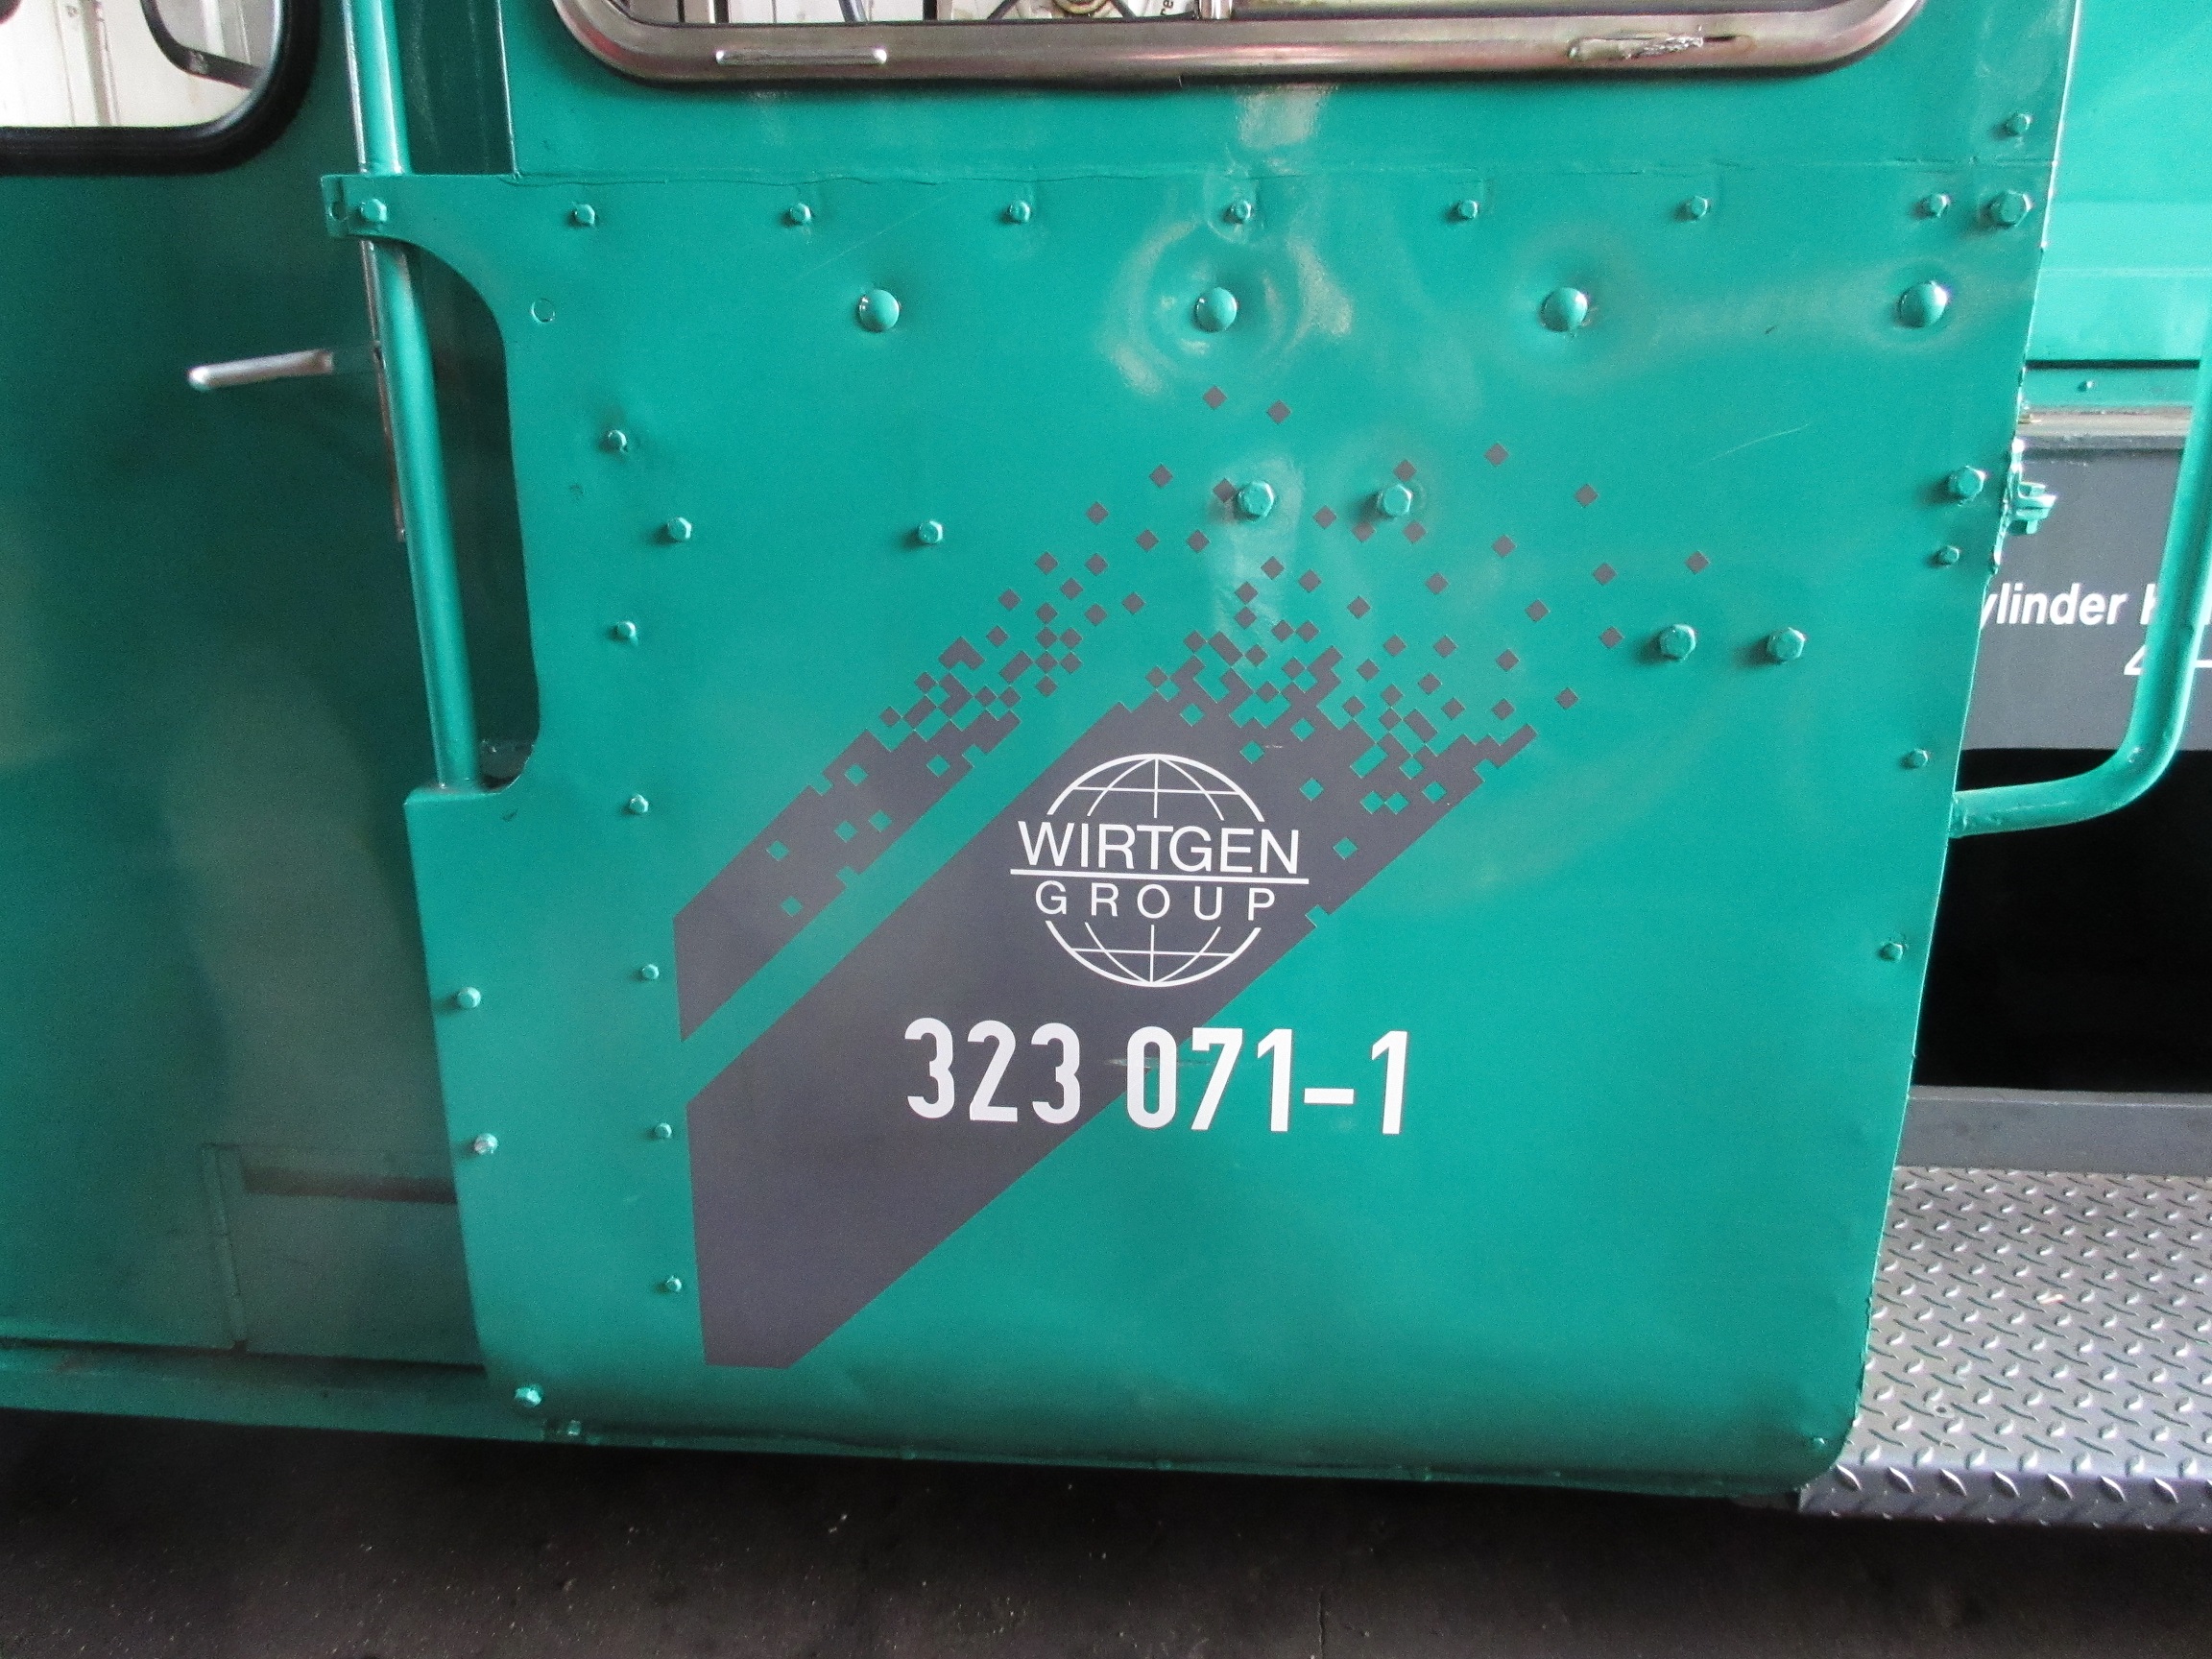 WIRTGEN
GROUP
323 071-1